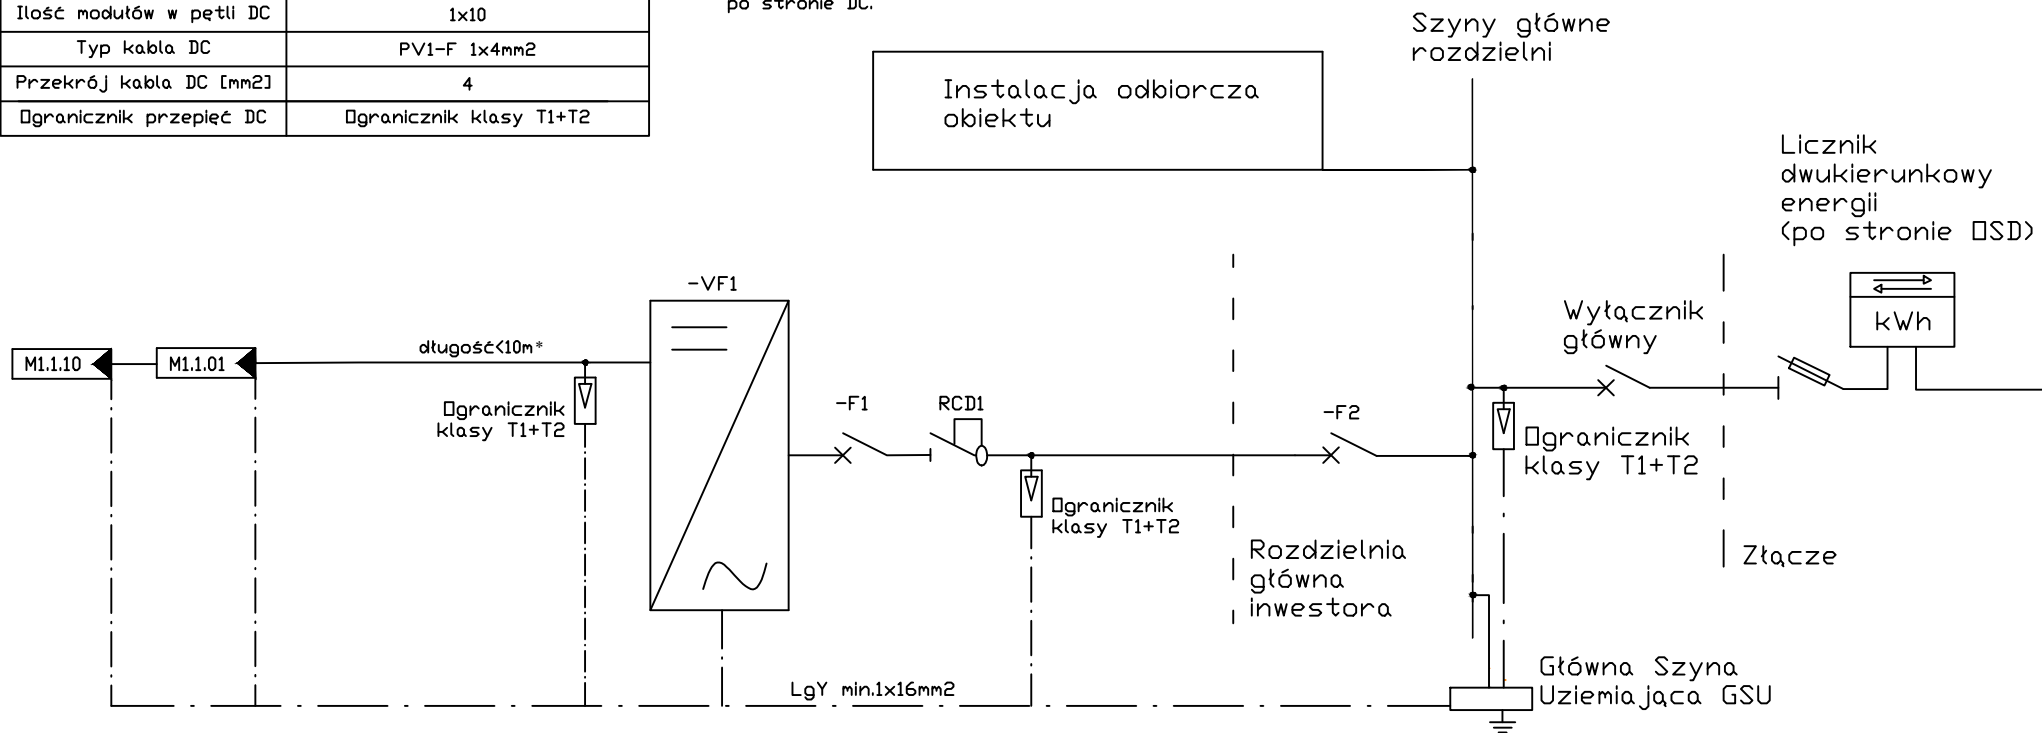 Ilość modułów w pętli DC 1x10
Typ kabla DC PV1-F 1x4mm2
Przekrój kabla DC [mm2] 4
Ogranicznik przepięć DC Ogranicznik klasy T1+T2
po stronie DC.
Szyny główne
rozdzielni
Instalacja odbiorcza
obiektu
Licznik
dwukierunkowy
energii
(po stronie OSD)
kWh
Wyłącznik
główny
-VF1
długość<10m*
M1.1.10
M1.1.01
Ogranicznik
klasy T1+T2
-F1
RCD1
-F2
Ogranicznik
klasy T1+T2
Ogranicznik
klasy T1+T2
Rozdzielnia
główna
inwestora
Złącze
LgY min.1x16mm2
Główna Szyna
Uziemiająca GSU